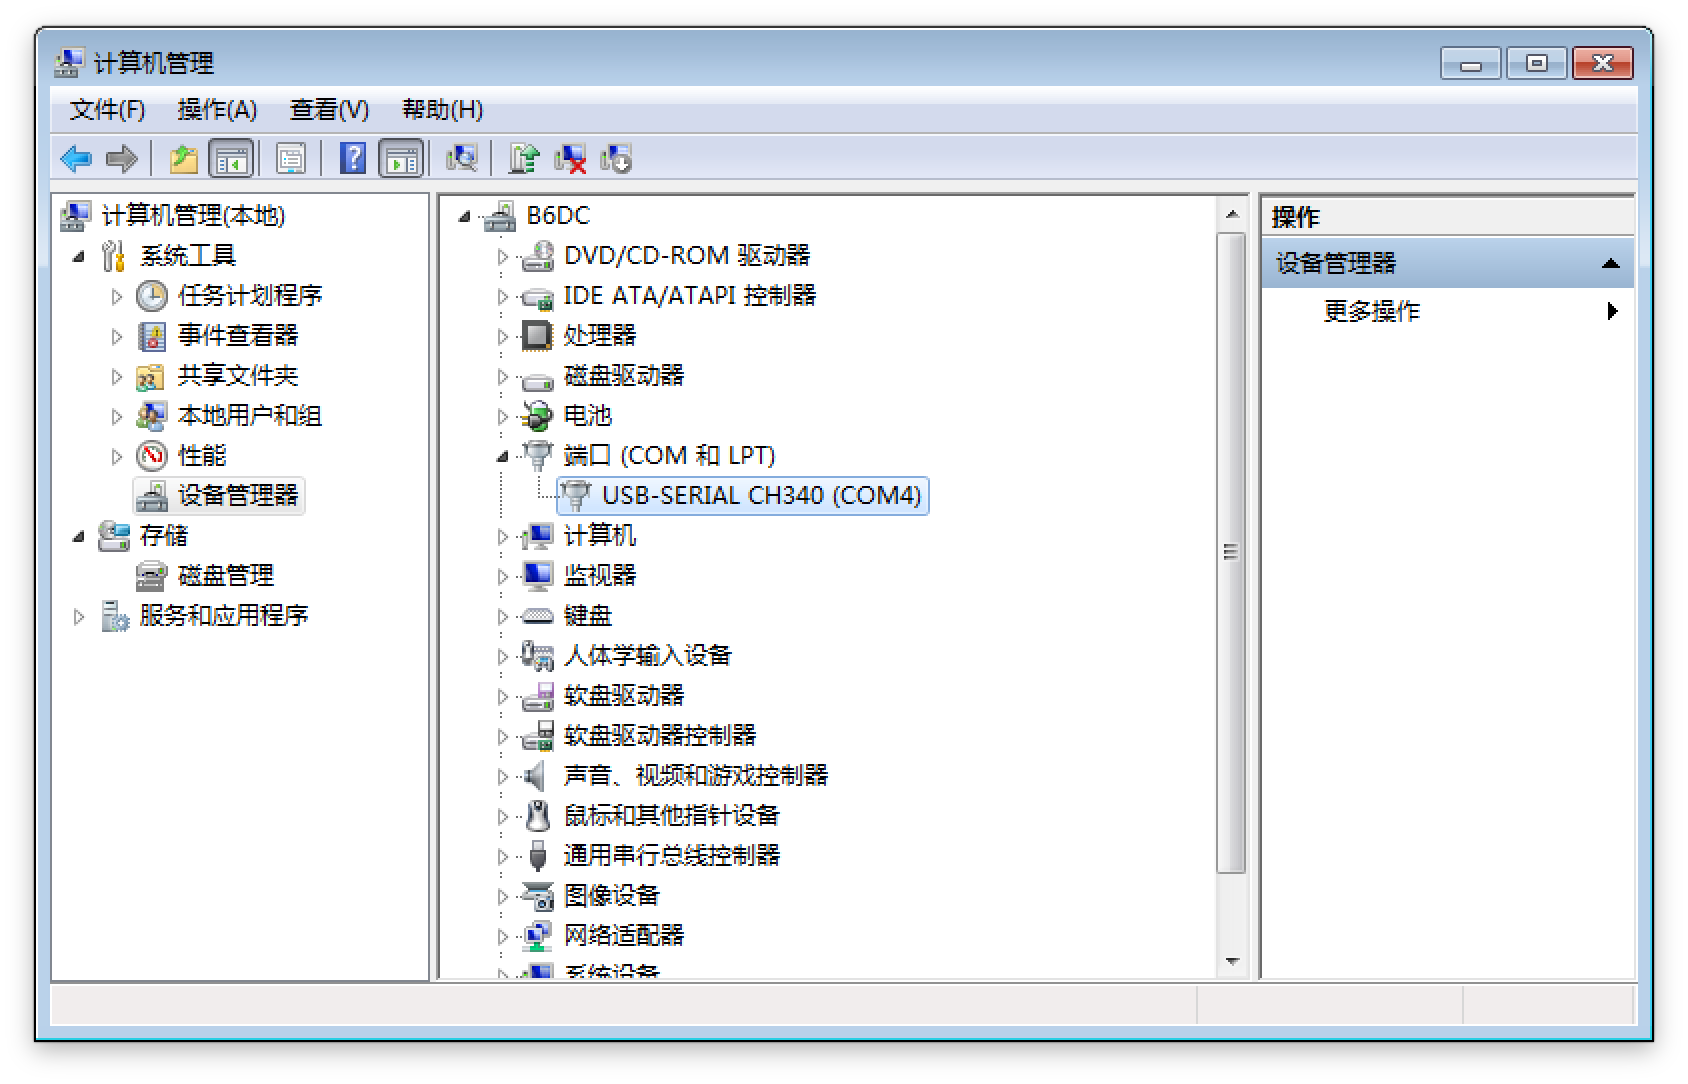 计算机管理
文件(F) 操作(A) 查看(V) 帮助(H)
计算机管理(本地)
系统工具
任务计划程序
事件查看器
共享文件夹
本地用户和组
性能
设备管理器
存储
磁盘管理
服务和应用程序
B6DC
DVD/CD-ROM 驱动器
IDE ATA/ATAPI 控制器
处理器
磁盘驱动器
电池
端口 (COM 和 LPT)
USB-SERIAL CH340 (COM4)
计算机
监视器
键盘
人体学输入设备
软盘驱动器
软盘驱动器控制器
声音、视频和游戏控制器
鼠标和其他指针设备
通用串行总线控制器
图像设备
网络适配器
系统设备
操作
设备管理器
更多操作